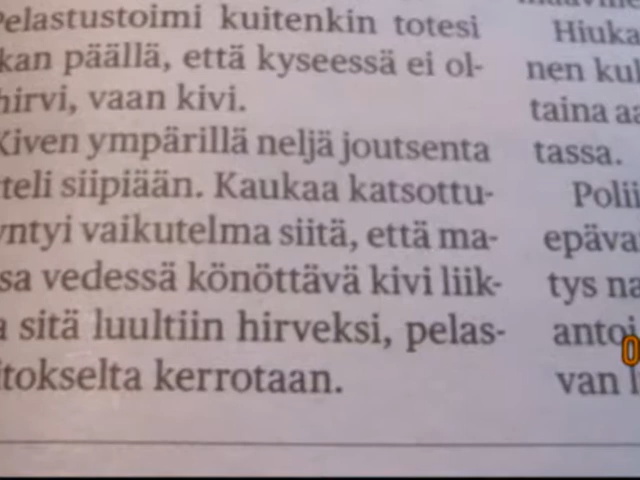 Pelastustoimi kuitenkin totesi
kan päällä, että kyseessä ei ol-
hirvi, vaan kivi.
Kiven ympärillä neljä joutsenta
teli siipiään. Kaukaa katsottu-
yntyi vaikutelma siitä, että ma-
sa vedessä könöttävä kivi liik-
a sitä luultiin hirveksi, pelas-
itokselta kerrotaan.
Hiuka
nen kul
taina aa
tassa.
Polii
epäva
tys na
antoi
van l